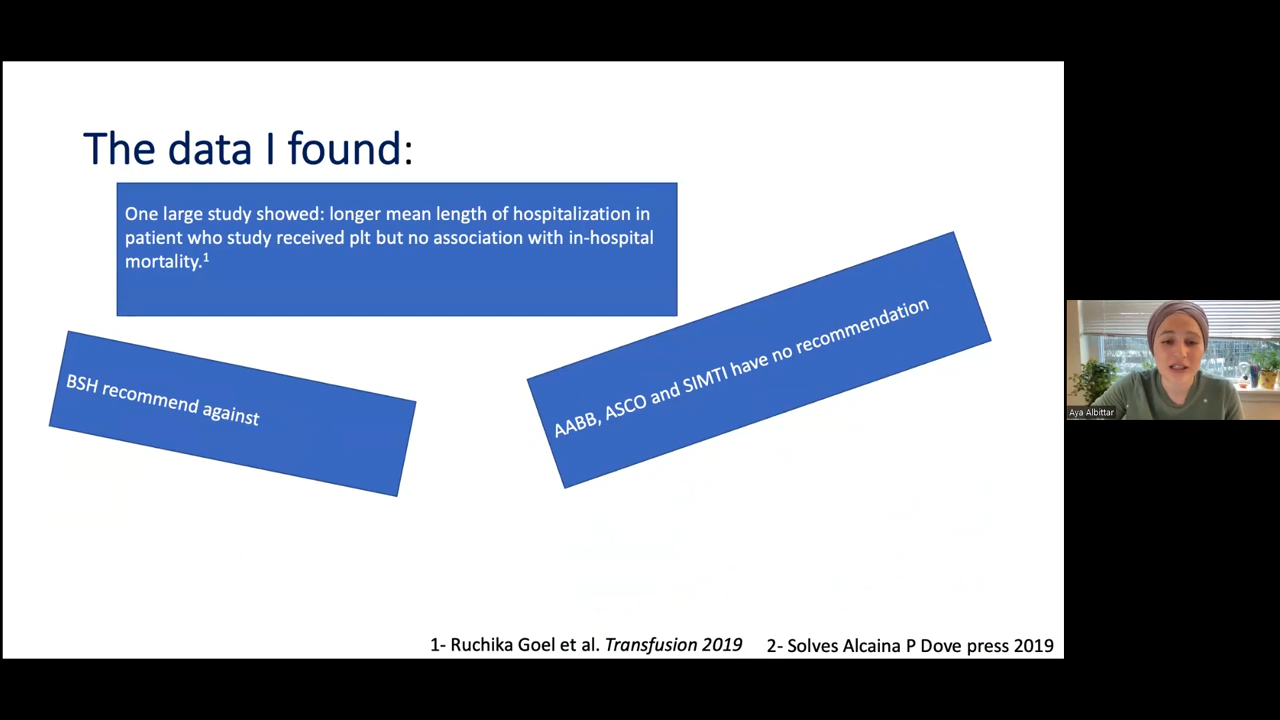 The data I found:
One large study showed: longer mean length of hospitalization in
patient who study received plt but no association with in-hospital
mortality.1
BSH recommend against
AABB, ASCO and SIMTI have no recommendation
Aya Albittar
1- Ruchika Goel et al. Transfusion 2019 2- Solves Alcaina P Dove press 2019